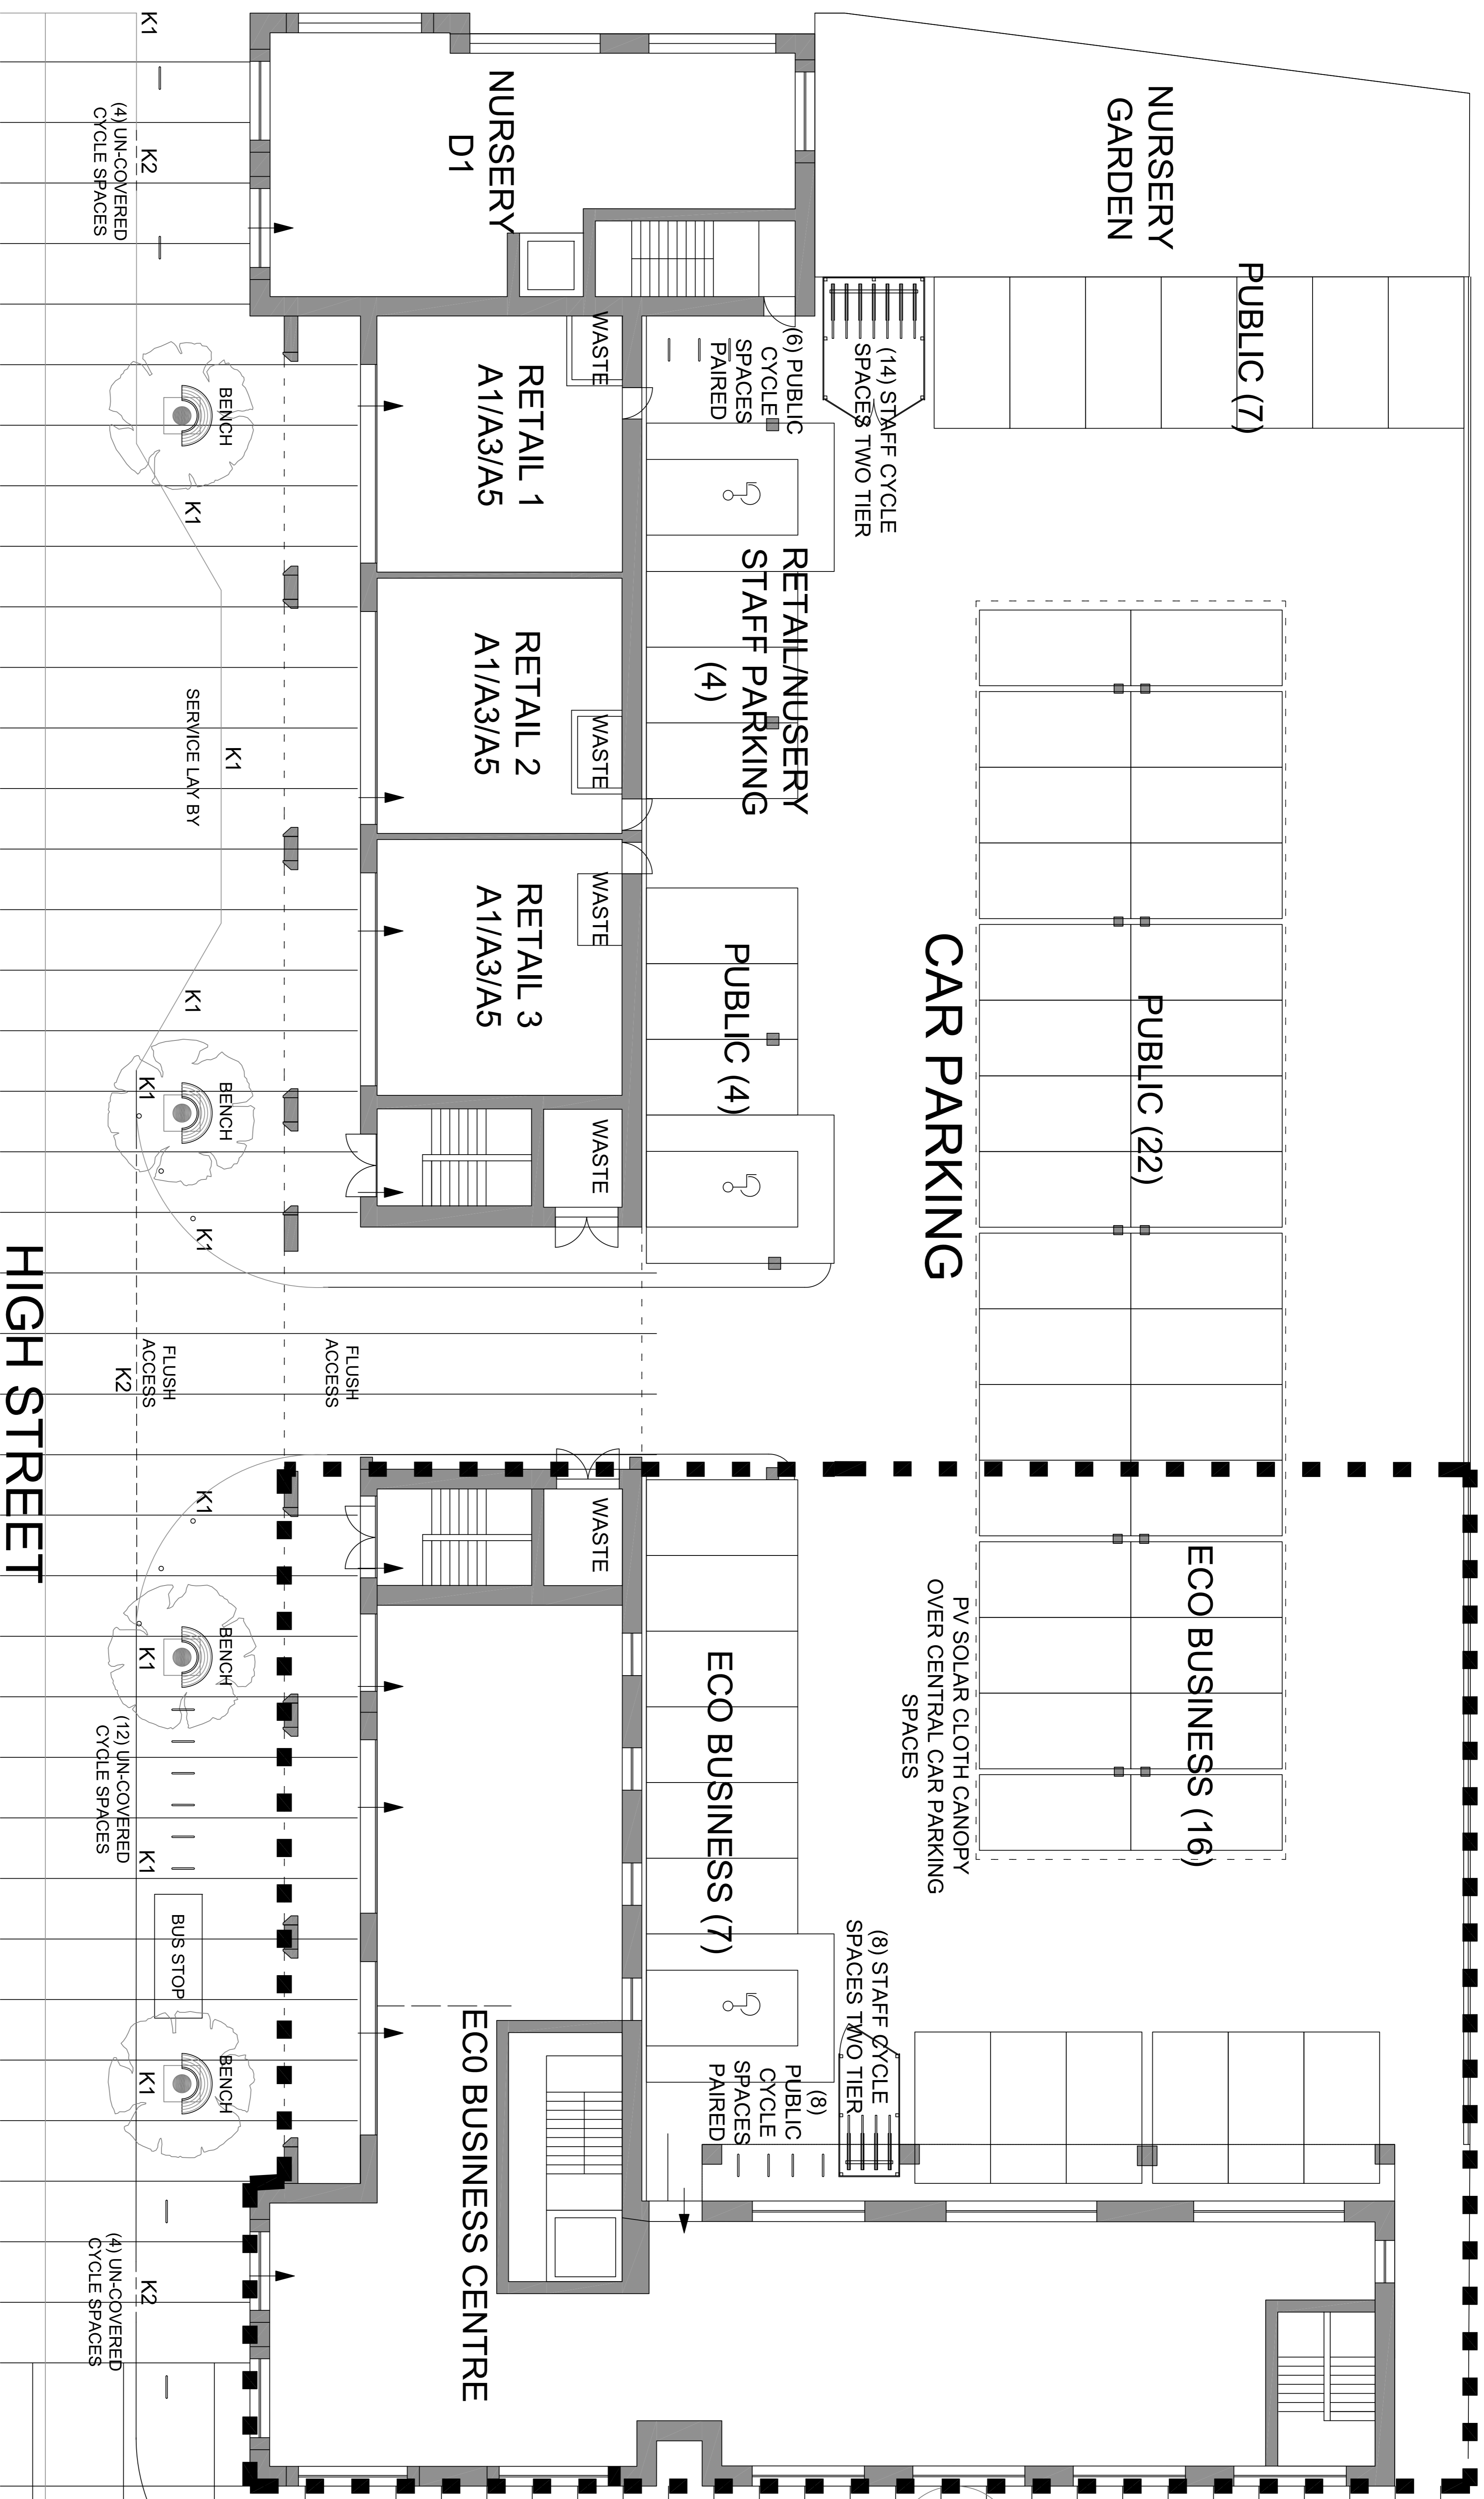 NURSERY
GARDEN
PUBLIC (7)
NURSERY
D1
K1
K2
(4) UN-COVERED
CYCLE SPACES
WASTE
(6) PUBLIC
CYCLE
SPACES
PAIRED
(14) STAFF CYCLE
SPACES TWO TIER
RETAIL 1
A1/A3/A5
BENCH
K1
RETAIL/NUSERY
STAFF PARKING
(4)
RETAIL 2
A1/A3/A5
WASTE
K1
SERVICE LAY BY
CAR PARKING
PUBLIC (22)
PUBLIC (4)
WASTE
RETAIL 3
A1/A3/A5
K1
BENCH
K1
WASTE
K1
HIGH STREET
FLUSH
ACCESS
FLUSH
ACCESS
K2
ECO BUSINESS (16)
PV SOLAR CLOTH CANOPY
OVER CENTRAL CAR PARKING
SPACES
WASTE
K1
ECO BUSINESS (7)
BENCH
K1
(12) UN-COVERED
CYCLE SPACES
K1
BUS STOP
(8) STAFF CYCLE
SPACES TWO TIER
(8)
PUBLIC
CYCLE
SPACES
PAIRED
EC0 BUSINESS CENTRE
BENCH
K1
K2
(4) UN-COVERED
CYCLE SPACES